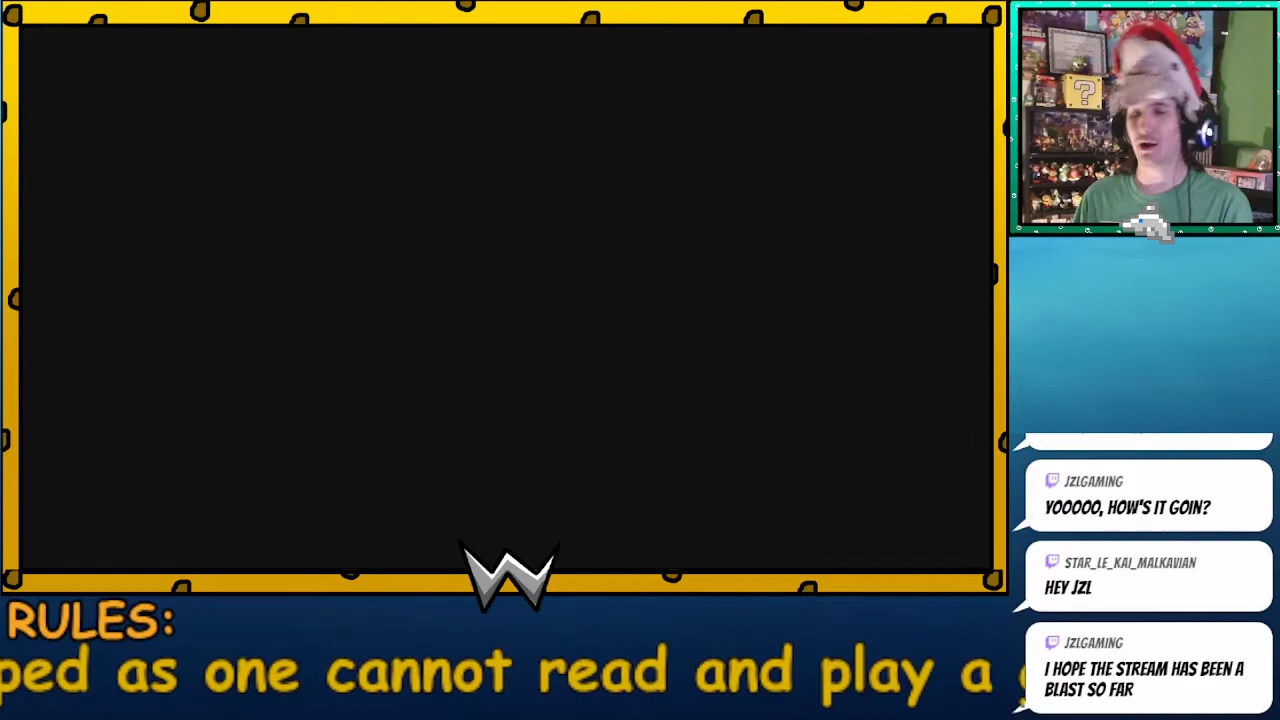 ?
JZLGAMING
YOOOOO, HOW'S IT GOIN?
STAR_LE_KAI_MALKAVIAN
HEY JZL
JZLGAMING
I HOPE THE STREAM HAS BEEN A
BLAST SO FAR
W
RULES:
ped as one cannot read and play a